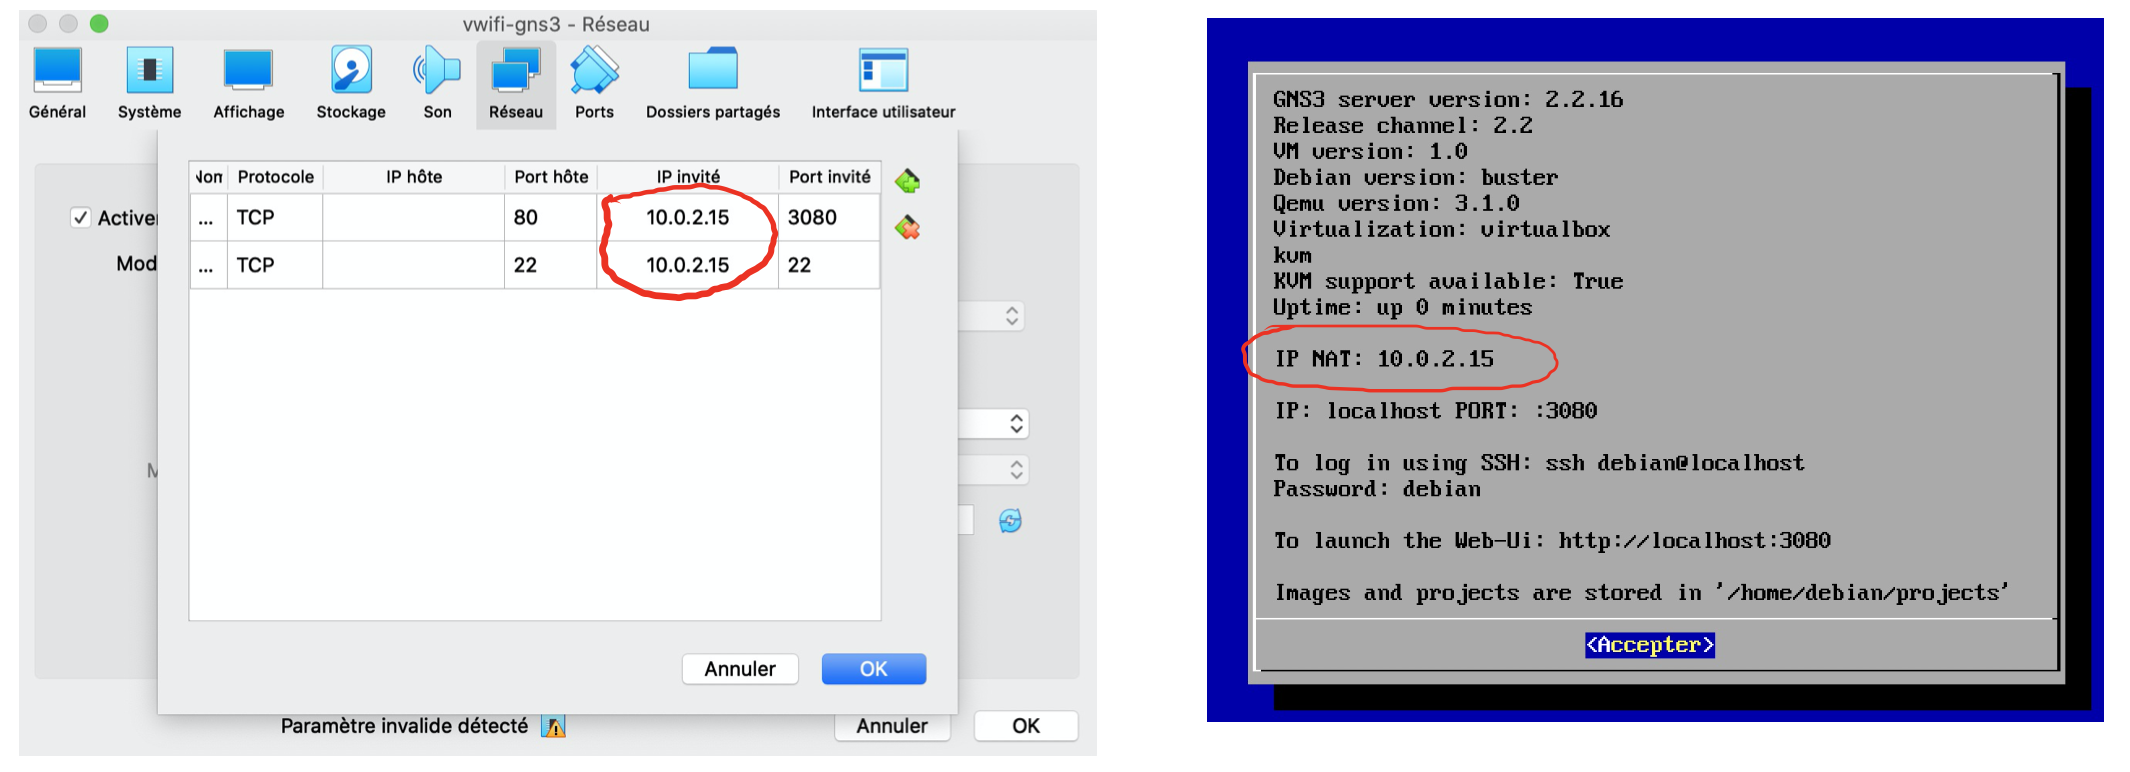 vwifi-gns3 - Réseau
Général Système Affichage Stockage Son Réseau Ports Dossiers partagés Interface utilisateur
Protocole IP hôte Port hôte IP invité Port invité
Activer
... TCP 80 10.0.2.15 3080
Mod
... TCP 22 10.0.2.15 22
M
Annuler OK
Paramètre invalide détecté Annuler OK
GNS3 server version: 2.2.16
Release channel: 2.2
VM version: 1.0
Debian version: buster
Qemu version: 3.1.0
Virtualization: virtualbox
kvm
KVM support available: True
Uptime: up 0 minutes
IP NAT: 10.0.2.15
IP: localhost PORT: :3080
To log in using SSH: ssh debian@localhost
Password: debian
To launch the Web-Ui: http://localhost:3080
Images and projects are stored in '/home/debian/projects'
<Accepter>